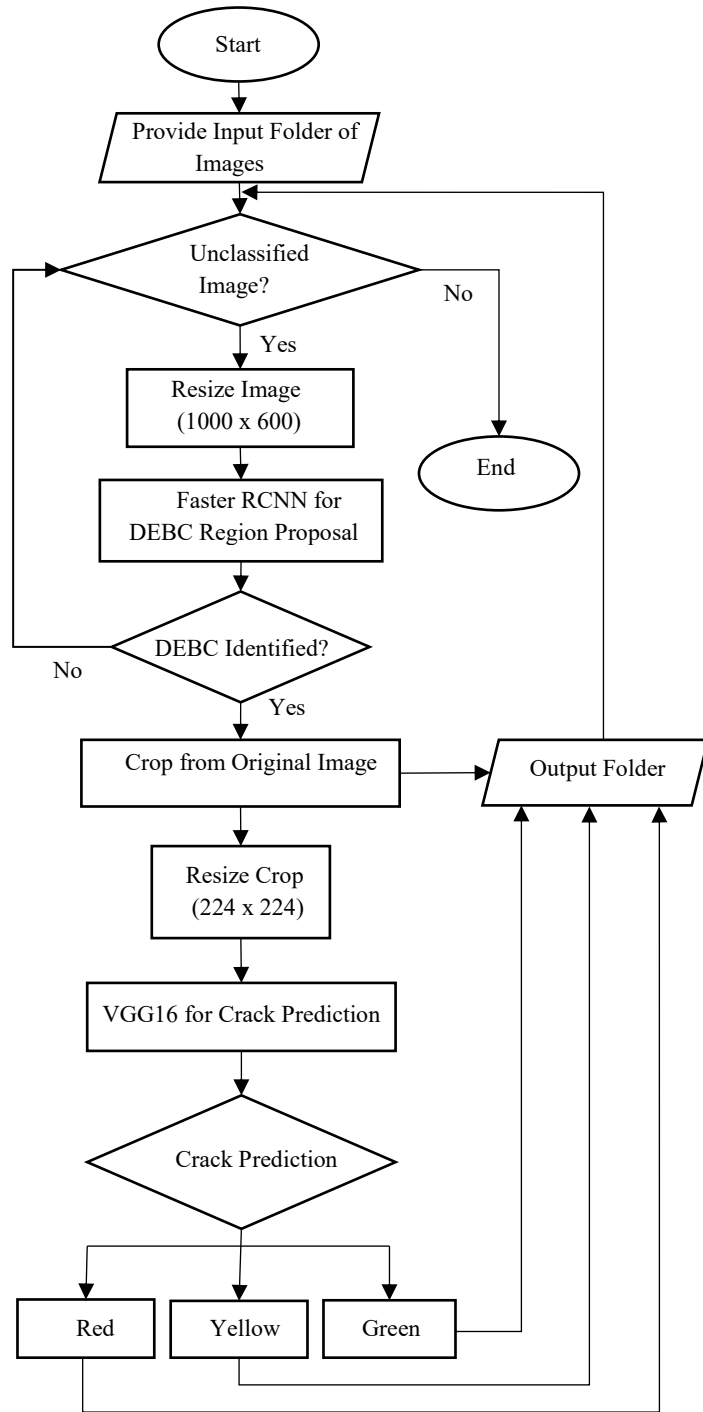 Start
Provide Input Folder of
Images
Unclassified
Image?
No
Yes
Resize Image
(1000 x 600)
End
Faster RCNN for
DEBC Region Proposal
DEBC Identified?
No
Yes
Crop from Original Image
Output Folder
Resize Crop
(224 x 224)
VGG16 for Crack Prediction
Crack Prediction
Red
Yellow
Green